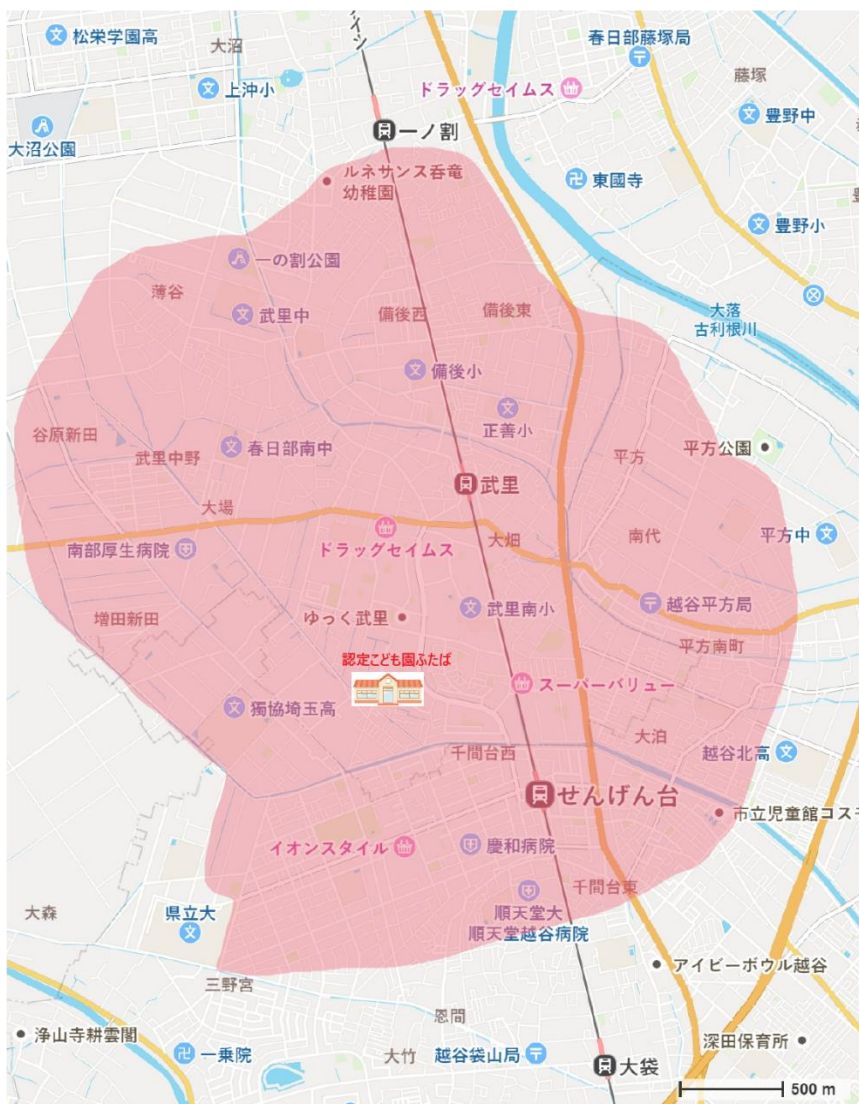 イン
松栄学園高
大沼
春日部藤塚局
藤塚
上沖小
ドラッグセイムス
豊野中
一ノ割
大沼公園
ルネサンス呑竜
幼稚園
東國寺
豊野小
一の割公園
薄谷
備後西
備後東
武里中
大落
古利根川
備後小
正善小
谷原新田
武里中野
春日部南中
平方
平方公園
武里
大場
ドラッグセイムス
大畑
南代
平方中
南部厚生病院
増田新田
ゆっく武里
武里南小
越谷平方局
平方南町
認定こども園ふたば
スーパーバリュー
獨協埼玉高
大泊
千間台西
越谷北高
せんげん台
市立児童館コスモ
イオンスタイル
慶和病院
千間台東
順天堂大
順天堂越谷病院
大森
県立大
アイビーボウル越谷
三野宮
恩間
浄山寺耕雲閣
一乗院
大竹
越谷袋山局
大袋
深田保育所
500 m